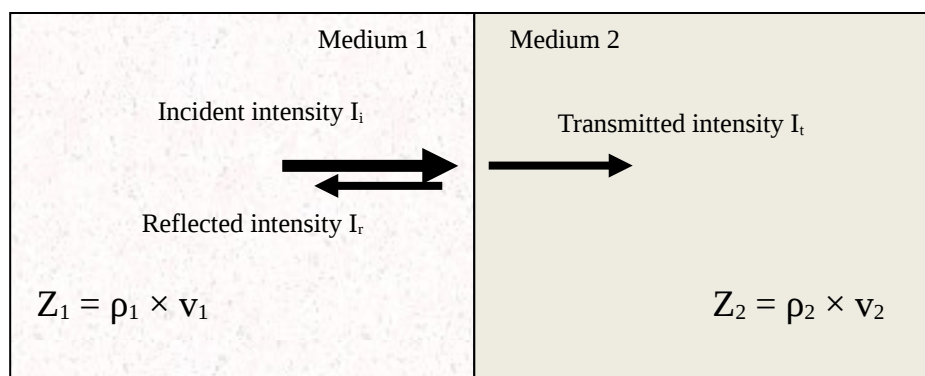 Medium 1
Medium 2
Incident intensity Iᵢ
Transmitted intensity Iₜ
Reflected intensity Iᵣ
Z₁ = ρ₁ × v₁
Z₂ = ρ₂ × v₂